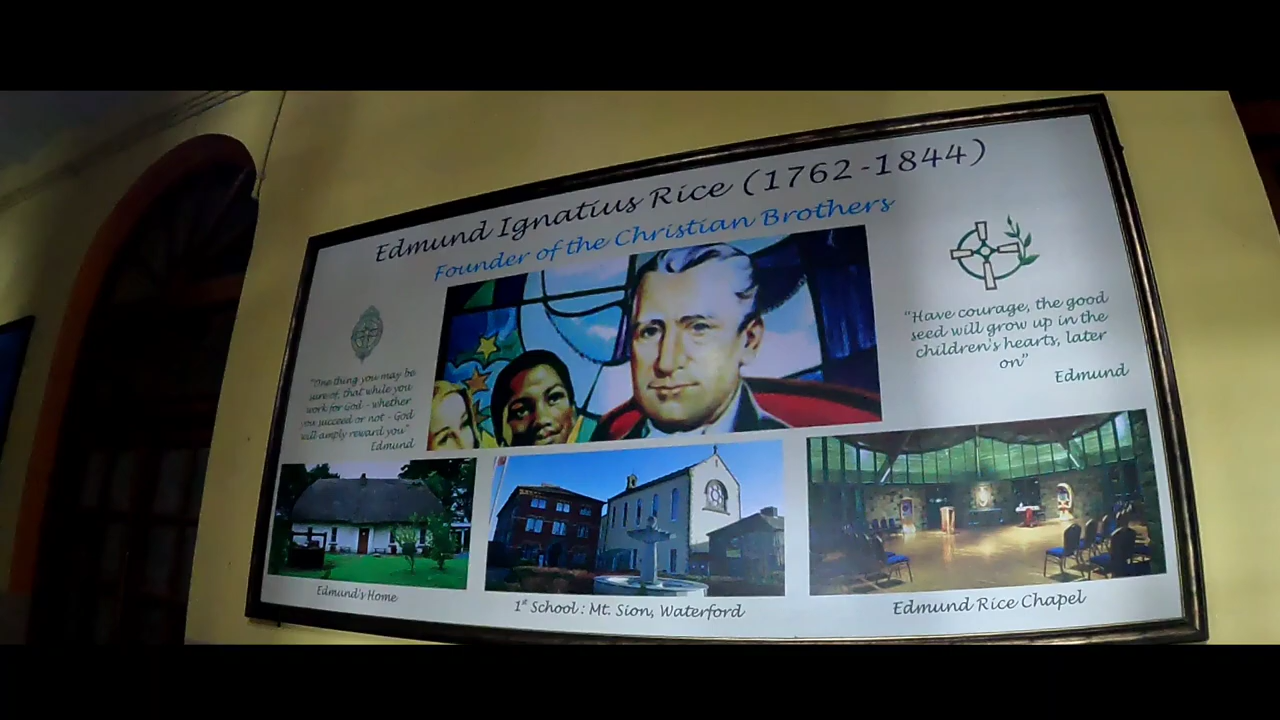 Edmund Ignatius Rice (1762-1844)
Founder of the Christian Brothers
"One thing you may be
sure of, that while you
work for God - whether
you succeed or not - God
will amply reward you"
Edmund
"Have courage, the good
seed will grow up in the
children's hearts, later
on"
Edmund
Edmund's Home
1st School : Mt. Sion, Waterford
Edmund Rice Chapel